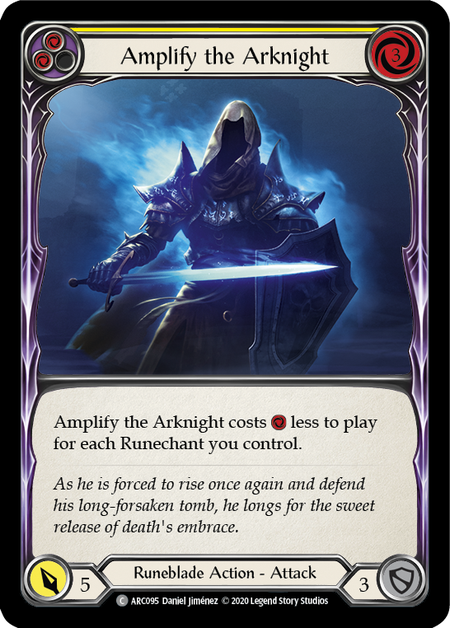 Amplify the Arknight
3
Amplify the Arknight costs less to play
for each Runechant you control.
As he is forced to rise once again and defend
his long-forsaken tomb, he longs for the sweet
release of death's embrace.
5
Runeblade Action - Attack
3
C ARC095 Daniel Jiménez © 2020 Legend Story Studios